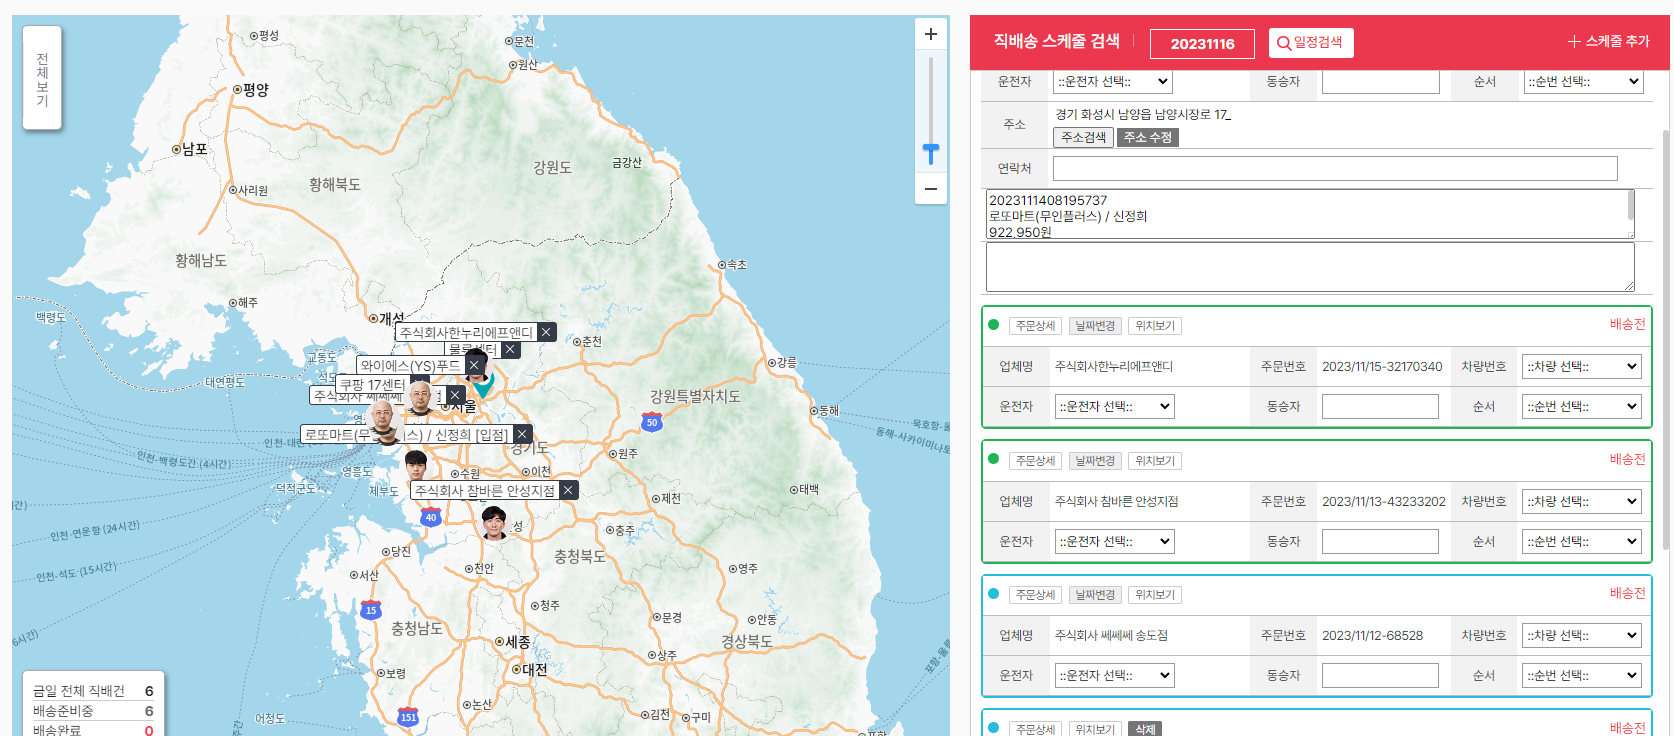 전체보기
평성
문천
원산
평양
남포
강원도
금강산
황해북도
사리원
황해남도
속초
해주
백령도
개성
주식회사한누리에프앤디
춘천
교동도
와이에스(YS)푸드
강릉
대연평도
쿠팡 17센터
강원특별자치도
서울
동해
50
로또마트(무
스) / 신정희 [입점]
경기도
인천-백령도간 (4시간)
원주
영흥도
수원
이천
덕적군도
제부도
주식회사 참바른 안성지점
태백
제천
40
성
인천-연운항 (24시간)
충주
당진
충청북도
인천-석도 (15시간)
서산
천안
영주
15
청주
문경
안동
충청남도
세종
경상북도
상주
대전
보령
논산
어청도
151
김천
구미
금일 전체 직배건 6
배송준비중 6
배송완료 0
직배송 스케줄 검색
20231116
일정검색
스케줄 추가
운전자 ::운전자 선택:: 동승자 순서 ::순번 선택::
주소 경기 화성시 남양읍 남양시장로 17_
주소검색 주소 수정
연락처
2023111408195737
로또마트(무인플러스) / 신정희
922,950원
주문상세 날짜변경 위치보기 배송전
업체명 주식회사한누리에프앤디 주문번호 2023/11/15-32170340 차량번호 ::차량 선택::
운전자 ::운전자 선택:: 동승자 순서 ::순번 선택::
주문상세 날짜변경 위치보기 배송전
업체명 주식회사 참바른 안성지점 주문번호 2023/11/13-43233202 차량번호 ::차량 선택::
운전자 ::운전자 선택:: 동승자 순서 ::순번 선택::
주문상세 날짜변경 위치보기 배송전
업체명 주식회사 쎄쎄쎄 송도점 주문번호 2023/11/12-68528 차량번호 ::차량 선택::
운전자 ::운전자 선택:: 동승자 순서 ::순번 선택::
주문상세 위치보기 삭제 배송전